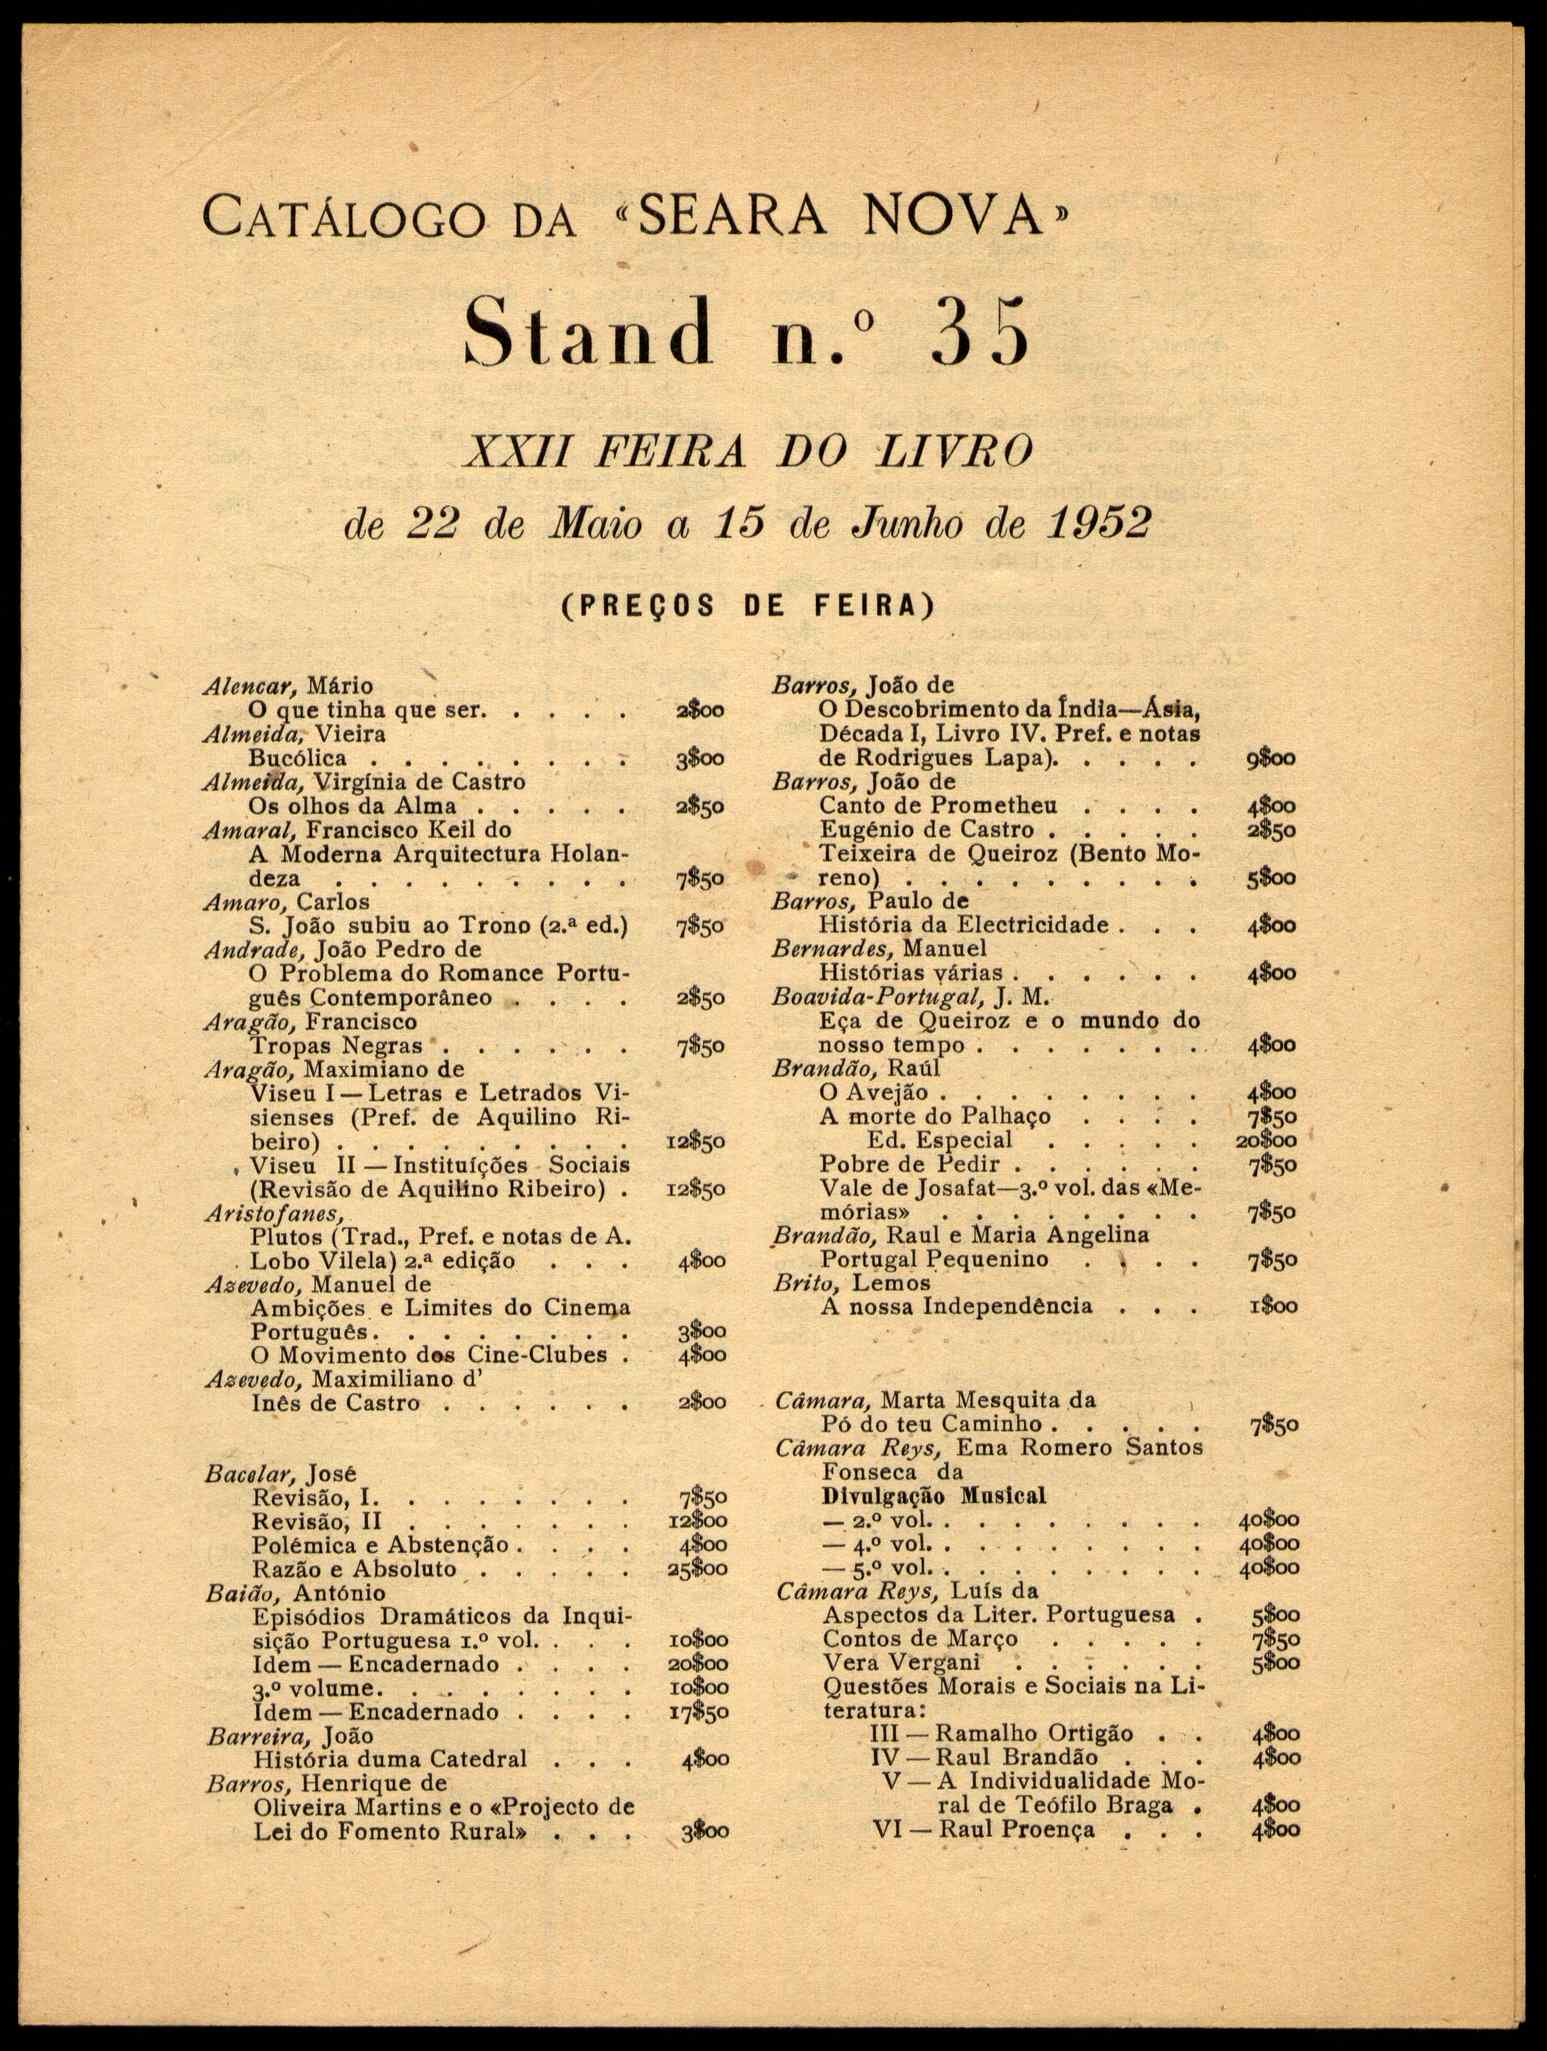 CATÁLOGO DA «SEARA NOVA»
Stand n.º 35
XXII FEIRA DO LIVRO
de 22 de Maio a 15 de Junho de 1952
(PREÇOS DE FEIRA)
Alencar, Mário
O que tinha que ser. . . . . 2$00
Almeida, Vieira
Bucólica . . . . . . . . 3$00
Almeida, Virgínia de Castro
Os olhos da Alma . . . . . 2$50
Amaral, Francisco Keil do
A Moderna Arquitectura Holan-
deza . . . . . . . . . 7$50
Amaro, Carlos
S. João subiu ao Trono (2.ª ed.) 7$50
Andrade, João Pedro de
O Problema do Romance Portu-
guês Contemporâneo . . . . 2$50
Aragão, Francisco
Tropas Negras . . . . . . 7$50
Aragão, Maximiano de
Viseu I — Letras e Letrados Vi-
sienses (Pref. de Aquilino Ri-
beiro) . . . . . . . . . 12$50
Viseu II — Instituíções Sociais
(Revisão de Aquilino Ribeiro) . 12$50
Aristofanes,
Plutos (Trad., Pref. e notas de A.
Lobo Vilela) 2.ª edição . . . 4$00
Azevedo, Manuel de
Ambições e Limites do Cinema
Português. . . . . . . . 3$00
O Movimento dos Cine-Clubes . 4$00
Azevedo, Maximiliano d'
Inês de Castro . . . . . . 2$00
Bacelar, José
Revisão, I. . . . . . . . 7$50
Revisão, II . . . . . . . 12$00
Polémica e Abstenção . . . . 4$00
Razão e Absoluto . . . . . 25$00
Baião, António
Episódios Dramáticos da Inqui-
sição Portuguesa 1.º vol. . . . 10$00
Idem — Encadernado . . . . 20$00
3.º volume. . . . . . . . 10$00
Idem — Encadernado . . . . 17$50
Barreira, João
História duma Catedral . . . 4$00
Barros, Henrique de
Oliveira Martins e o «Projecto de
Lei do Fomento Rural» . . . 3$00
Barros, João de
O Descobrimento da Índia—Ásia,
Década I, Livro IV. Pref. e notas
de Rodrigues Lapa). . . . . 9$00
Barros, João de
Canto de Prometheu . . . . 4$00
Eugénio de Castro . . . . . 2$50
Teixeira de Queiroz (Bento Mo-
reno) . . . . . . . . . 5$00
Barros, Paulo de
História da Electricidade . . . 4$00
Bernardes, Manuel
Histórias várias . . . . . . 4$00
Boavida-Portugal, J. M.
Eça de Queiroz e o mundo do
nosso tempo . . . . . . . 4$00
Brandão, Raúl
O Avejão . . . . . . . . 4$00
A morte do Palhaço . . . . 7$50
Ed. Especial . . . . . 20$00
Pobre de Pedir . . . . . . 7$50
Vale de Josafat—3.º vol. das «Me-
mórias» . . . . . . . . 7$50
Brandão, Raul e Maria Angelina
Portugal Pequenino . . . . 7$50
Brito, Lemos
A nossa Independência . . . 1$00
Câmara, Marta Mesquita da
Pó do teu Caminho . . . . . 7$50
Câmara Reys, Ema Romero Santos
Fonseca da
Divulgação Musical
— 2.º vol. . . . . . . . . 40$00
— 4.º vol. . . . . . . . . 40$00
— 5.º vol. . . . . . . . . 40$00
Câmara Reys, Luís da
Aspectos da Liter. Portuguesa . 5$00
Contos de Março . . . . . 7$50
Vera Vergani . . . . . . 5$00
Questões Morais e Sociais na Li-
teratura:
III — Ramalho Ortigão . . 4$00
IV — Raul Brandão . . . 4$00
V — A Individualidade Mo-
ral de Teófilo Braga . 4$00
VI — Raul Proença . . . 4$00